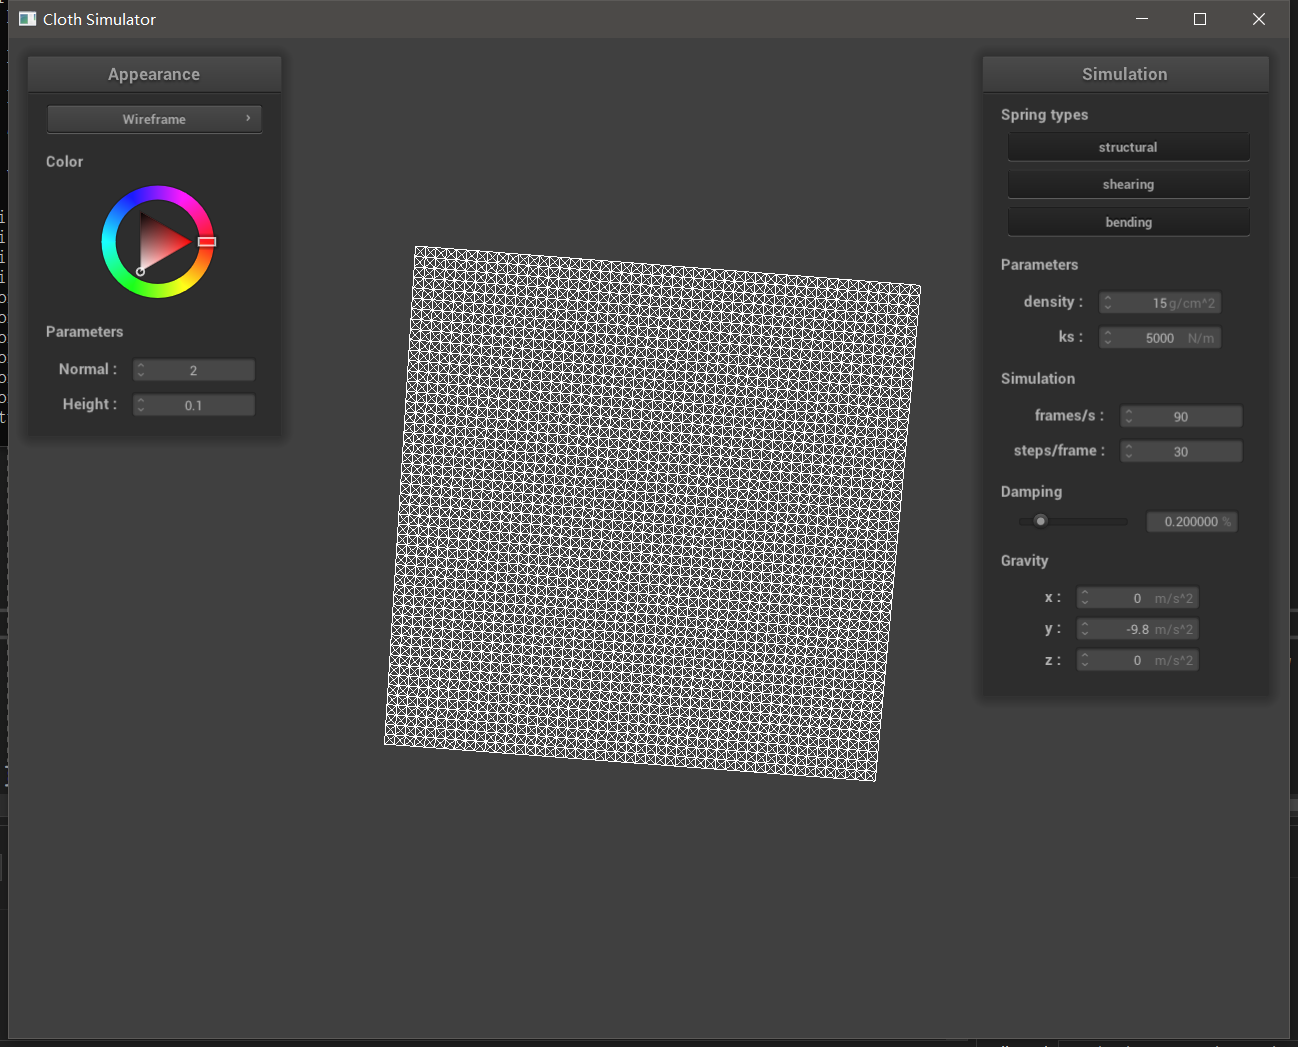 Cloth Simulator
Appearance
Wireframe
Color
Parameters
Normal : 2
Height : 0.1
Simulation
Spring types
structural
shearing
bending
Parameters
density : 15 g/cm^2
ks : 5000 N/m
Simulation
frames/s : 90
steps/frame : 30
Damping
0.200000 %
Gravity
x : 0 m/s^2
y : -9.8 m/s^2
z : 0 m/s^2